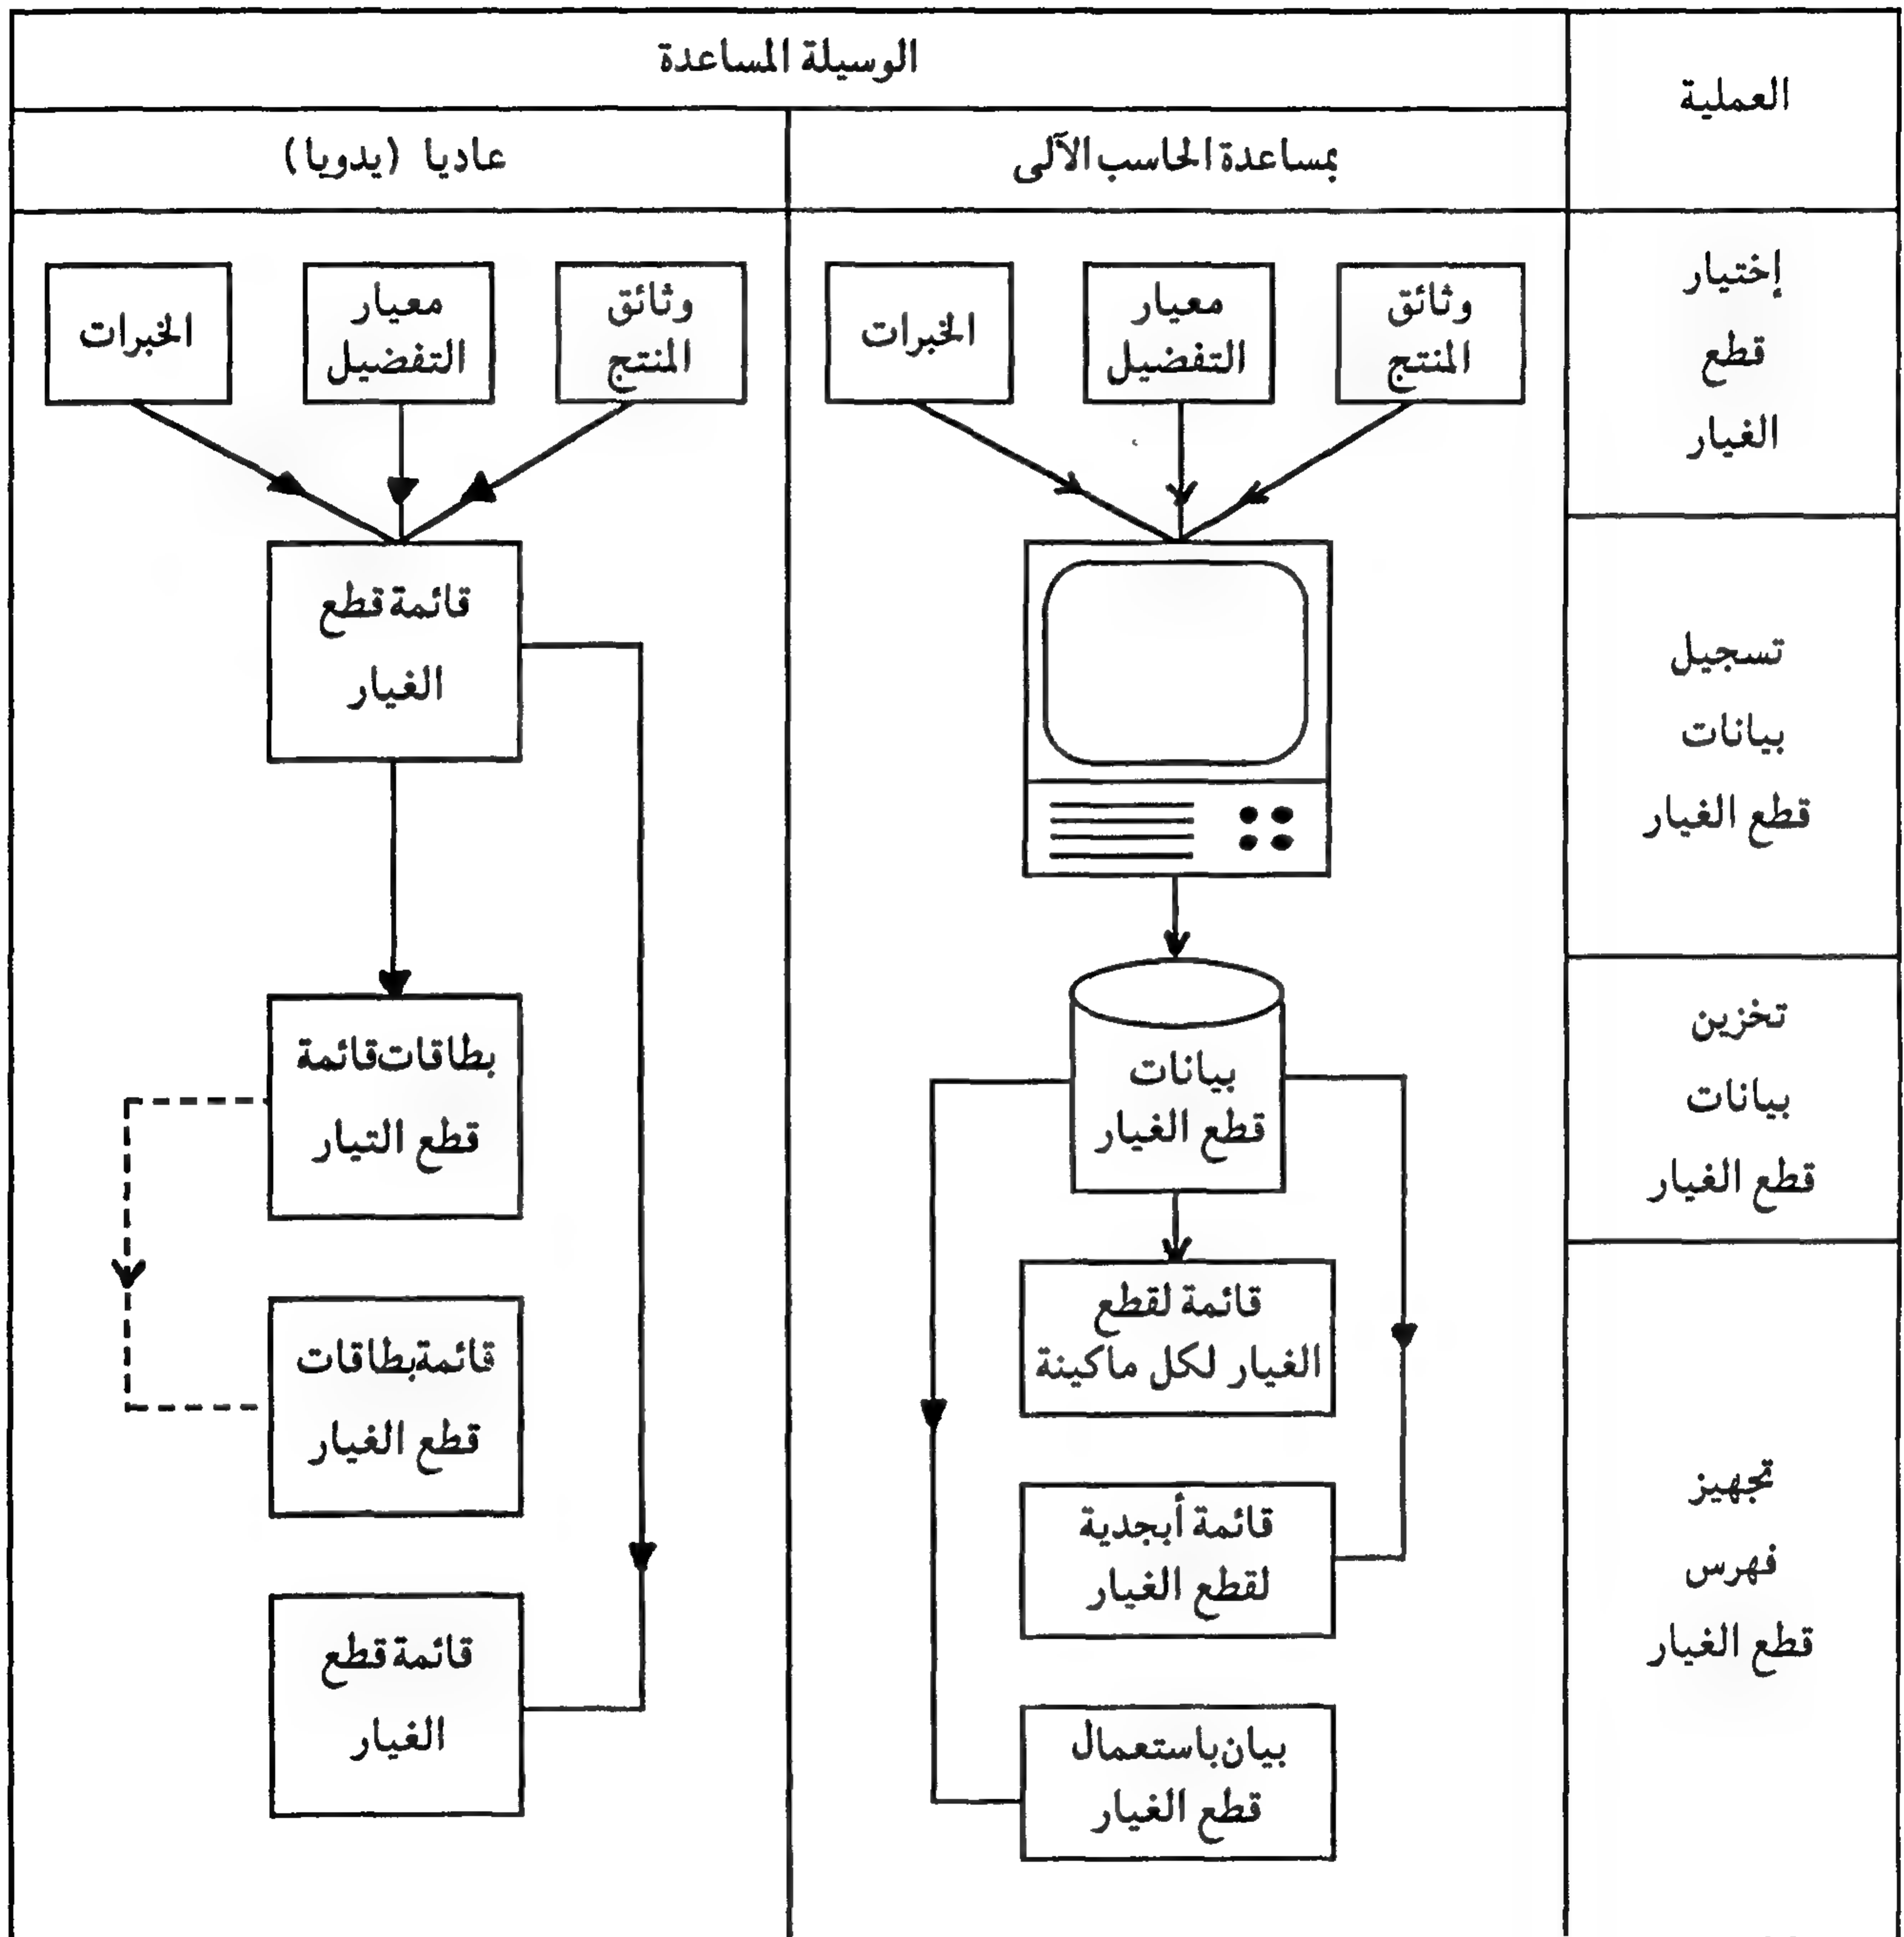 العملية
الوسيلة المساعدة
بمساعدة الحاسب الآلى
عاديا (يدويا)
إختيار
قطع
الغيار
وثائق
المنتج
معيار
التفضيل
الخبرات
وثائق
المنتج
معيار
التفضيل
الخبرات
تسجيل
بيانات
قطع الغيار
قائمة قطع
الغيار
تخزين
بيانات
قطع الغيار
بيانات
قطع الغيار
بطاقات قائمة
قطع التيار
تجهيز
فهرس
قطع الغيار
قائمة لقطع
الغيار لكل ماكينة
قائمة أبجدية
لقطع الغيار
بيان باستعمال
قطع الغيار
قائمة بطاقات
قطع الغيار
قائمة قطع
الغيار